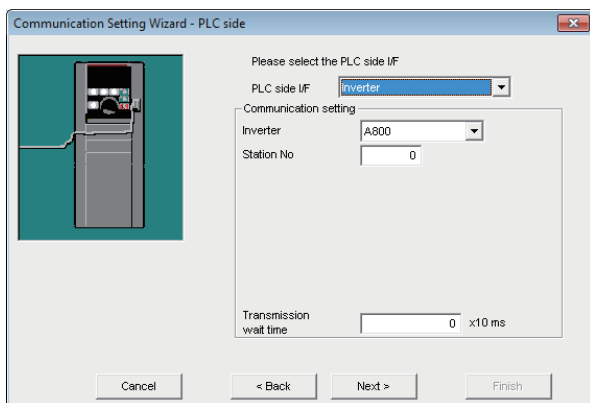 Communication Setting Wizard - PLC side
Please select the PLC side I/F
PLC side I/F Inverter
Communication setting
Inverter A800
Station No 0
Transmission
wait time 0 x10 ms
Cancel < Back Next > Finish